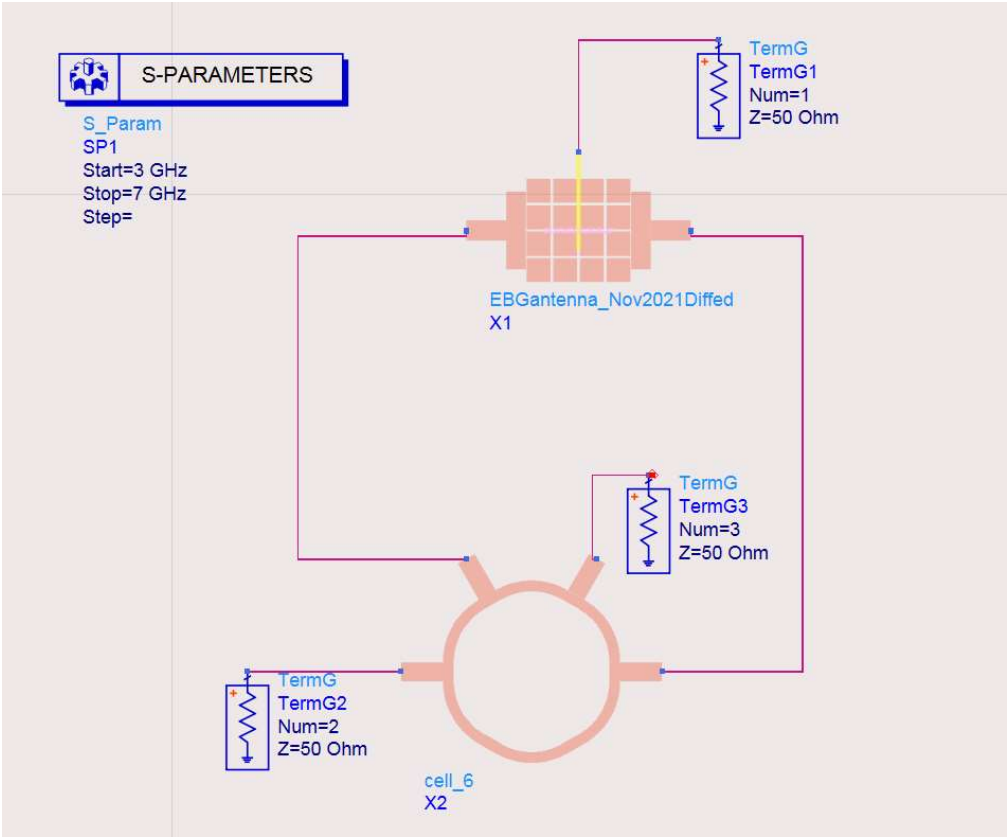 S-PARAMETERS
S_Param
SP1
Start=3 GHz
Stop=7 GHz
Step=
TermG
TermG1
Num=1
Z=50 Ohm
EBGantenna_Nov2021Diffed
X1
TermG
TermG3
Num=3
Z=50 Ohm
TermG
TermG2
Num=2
Z=50 Ohm
cell_6
X2